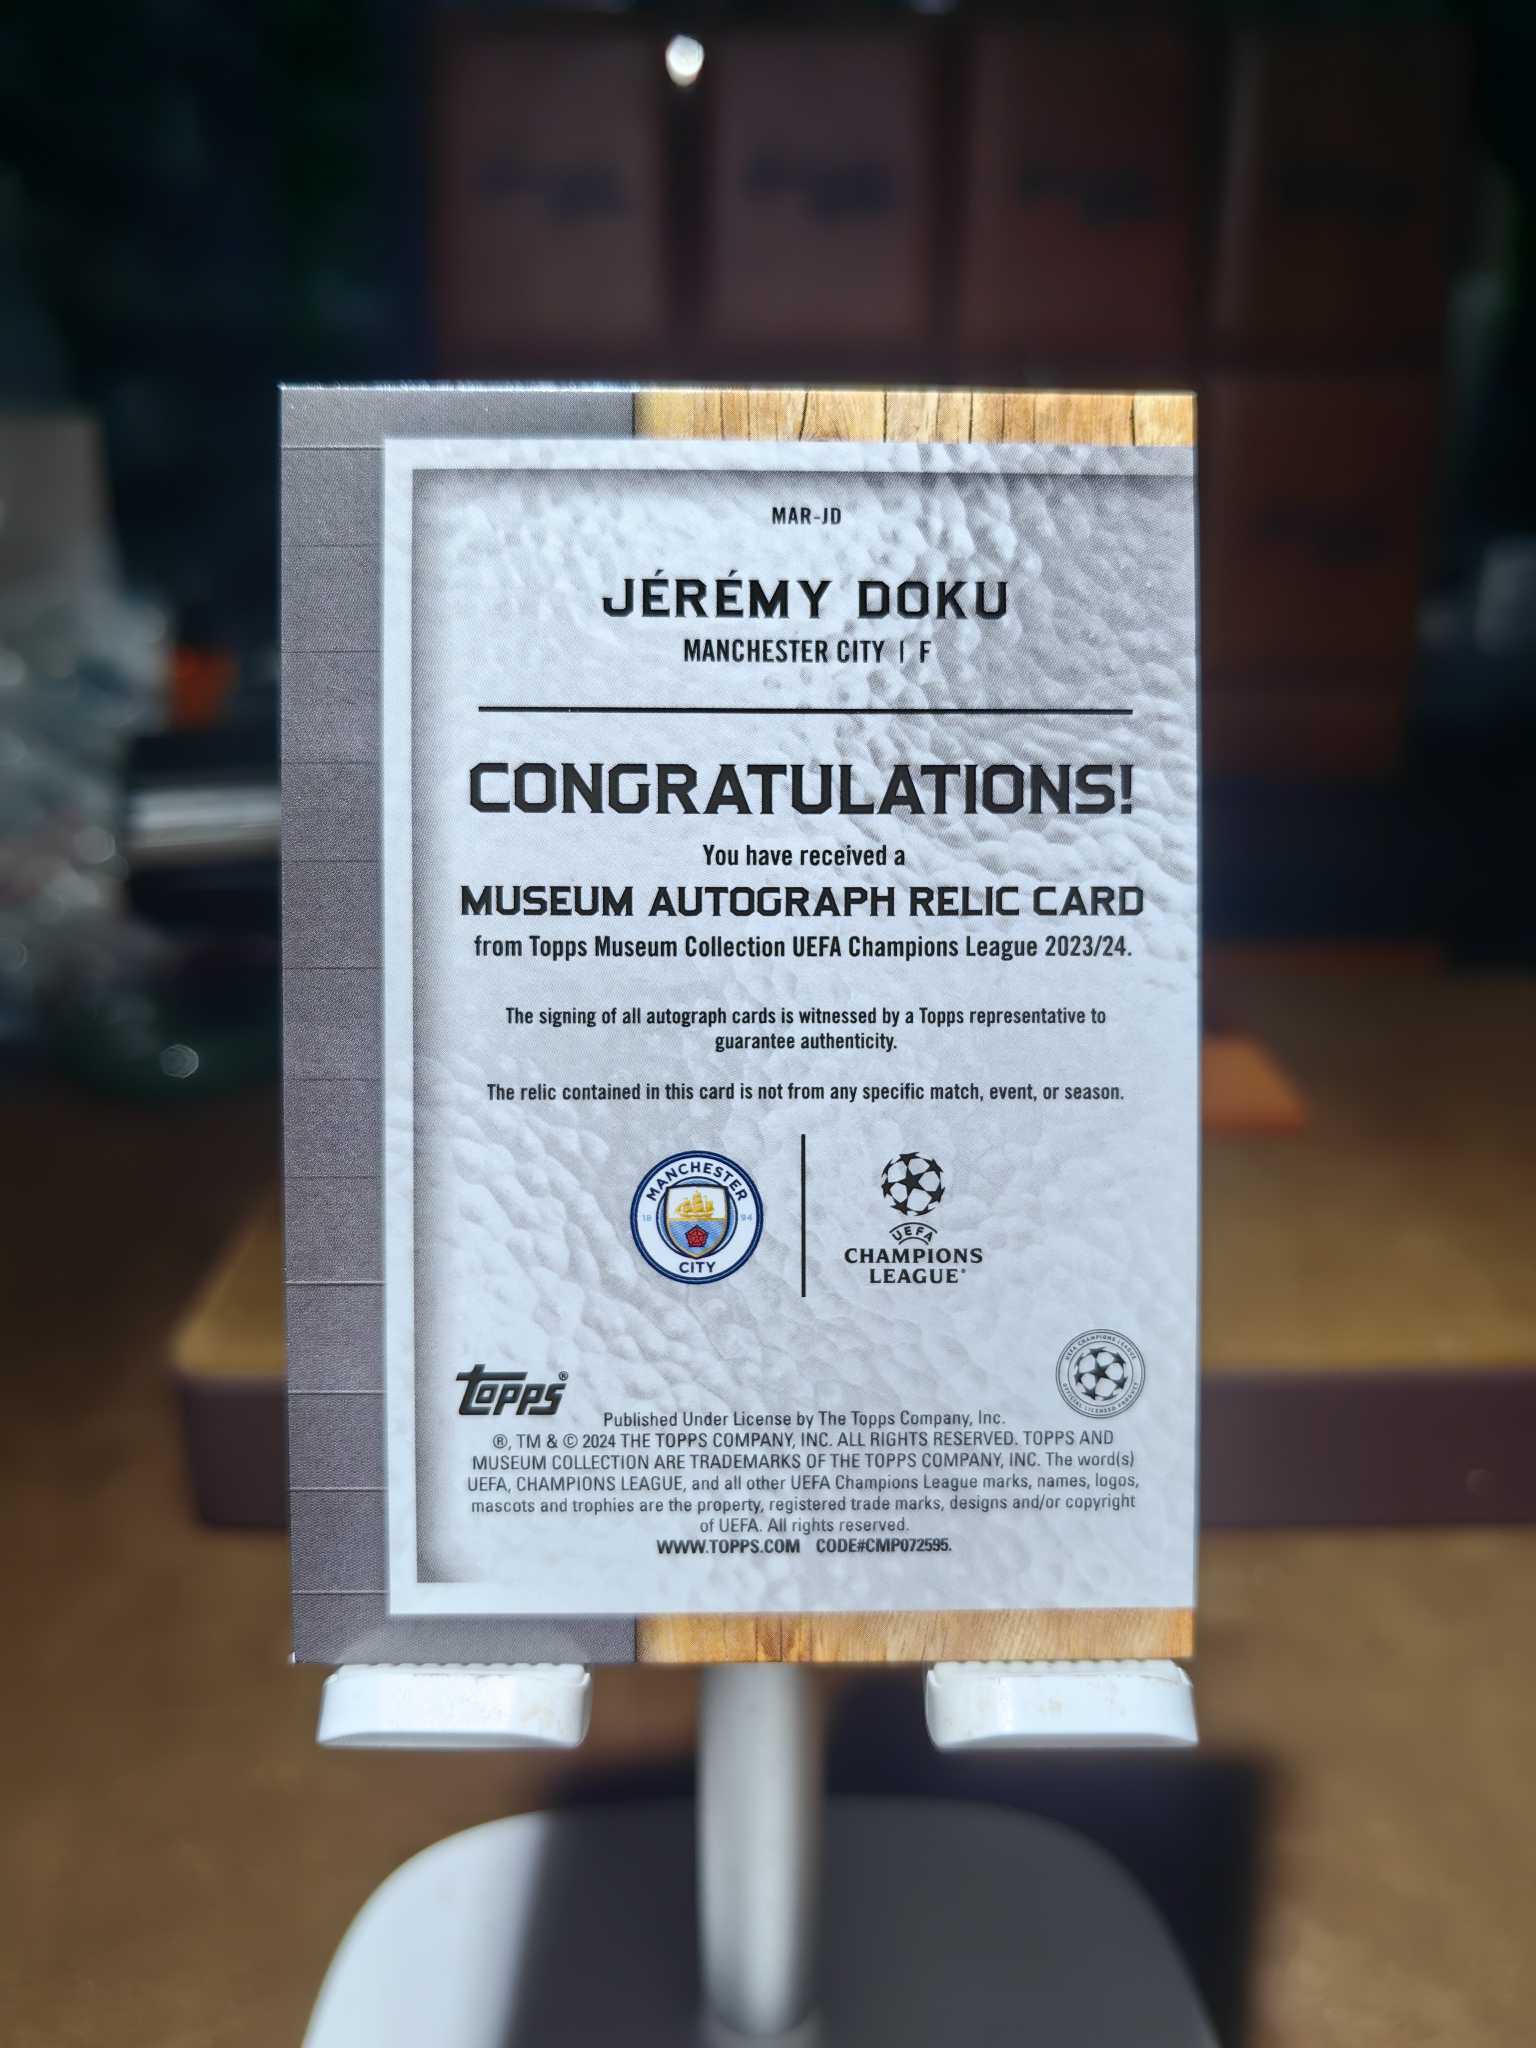 MAR-JD
JÉRÉMY DOKU
MANCHESTER CITY | F
CONGRATULATIONS!
You have received a
MUSEUM AUTOGRAPH RELIC CARD
from Topps Museum Collection UEFA Champions League 2023/24.
The signing of all autograph cards is witnessed by a Topps representative to
guarantee authenticity.
The relic contained in this card is not from any specific match, event, or season.
MANCHESTER
18 94
CITY
UEFA
CHAMPIONS
LEAGUE®
UEFA CHAMPIONS LEAGUE
OFFICIAL LICENSED PRODUCT
Topps®
Published Under License by The Topps Company, Inc.
®, TM & © 2024 THE TOPPS COMPANY, INC. ALL RIGHTS RESERVED. TOPPS AND
MUSEUM COLLECTION ARE TRADEMARKS OF THE TOPPS COMPANY, INC. The word(s)
UEFA, CHAMPIONS LEAGUE, and all other UEFA Champions League marks, names, logos,
mascots and trophies are the property, registered trade marks, designs and/or copyright
of UEFA. All rights reserved.
WWW.TOPPS.COM CODE#CMP072595.